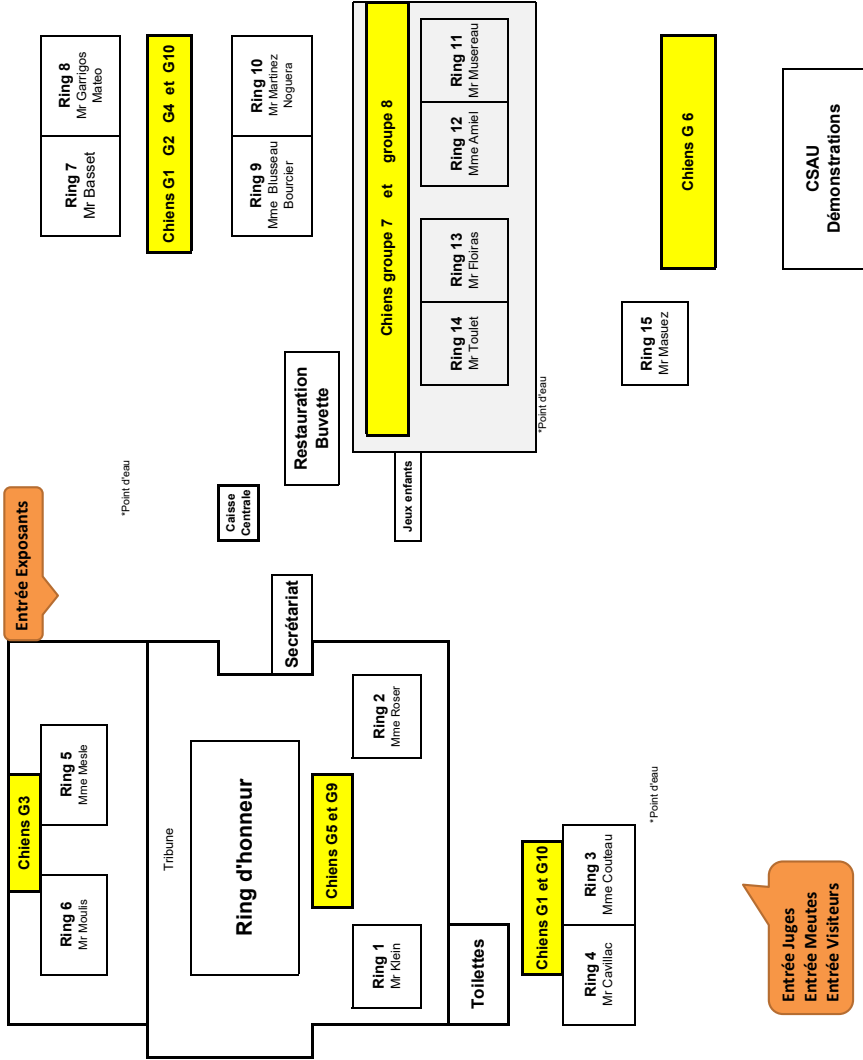 Chiens G3
Entrée Exposants
Ring 6
Mr Moulis
Ring 5
Mme Mesle
Ring 7
Mr Basset
Ring 8
Mr Garrigos
Mateo
*Point d'eau
Tribune
Chiens G1 G2 G4 et G10
Ring d'honneur
Caisse
Centrale
Ring 9
Mme Blusseau
Bourcier
Ring 10
Mr Martinez
Noguera
Secrétariat
Restauration
Buvette
Chiens G5 et G9
Ring 1
Mr Klein
Ring 2
Mme Roser
Jeux enfants
Chiens groupe 7 et groupe 8
Ring 14
Mr Toulet
Ring 13
Mr Floiras
Ring 12
Mme Amiel
Ring 11
Mr Musereau
Toilettes
Chiens G1 et G10
*Point d'eau
Ring 4
Mr Cavillac
Ring 3
Mme Couteau
*Point d'eau
Ring 15
Mr Masuez
Chiens G 6
Entrée Juges
Entrée Meutes
Entrée Visiteurs
CSAU
Démonstrations